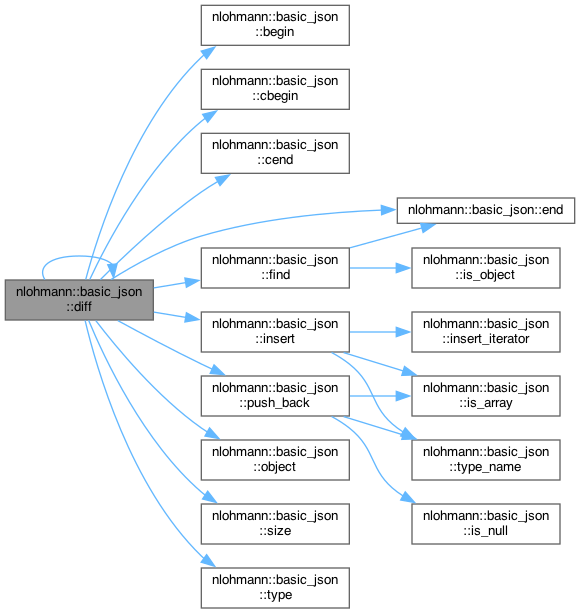 nlohmann::basic_json
::begin
nlohmann::basic_json
::cbegin
nlohmann::basic_json
::cend
nlohmann::basic_json::end
nlohmann::basic_json
::find
nlohmann::basic_json
::is_object
nlohmann::basic_json
::diff
nlohmann::basic_json
::insert
nlohmann::basic_json
::insert_iterator
nlohmann::basic_json
::push_back
nlohmann::basic_json
::is_array
nlohmann::basic_json
::object
nlohmann::basic_json
::type_name
nlohmann::basic_json
::size
nlohmann::basic_json
::is_null
nlohmann::basic_json
::type